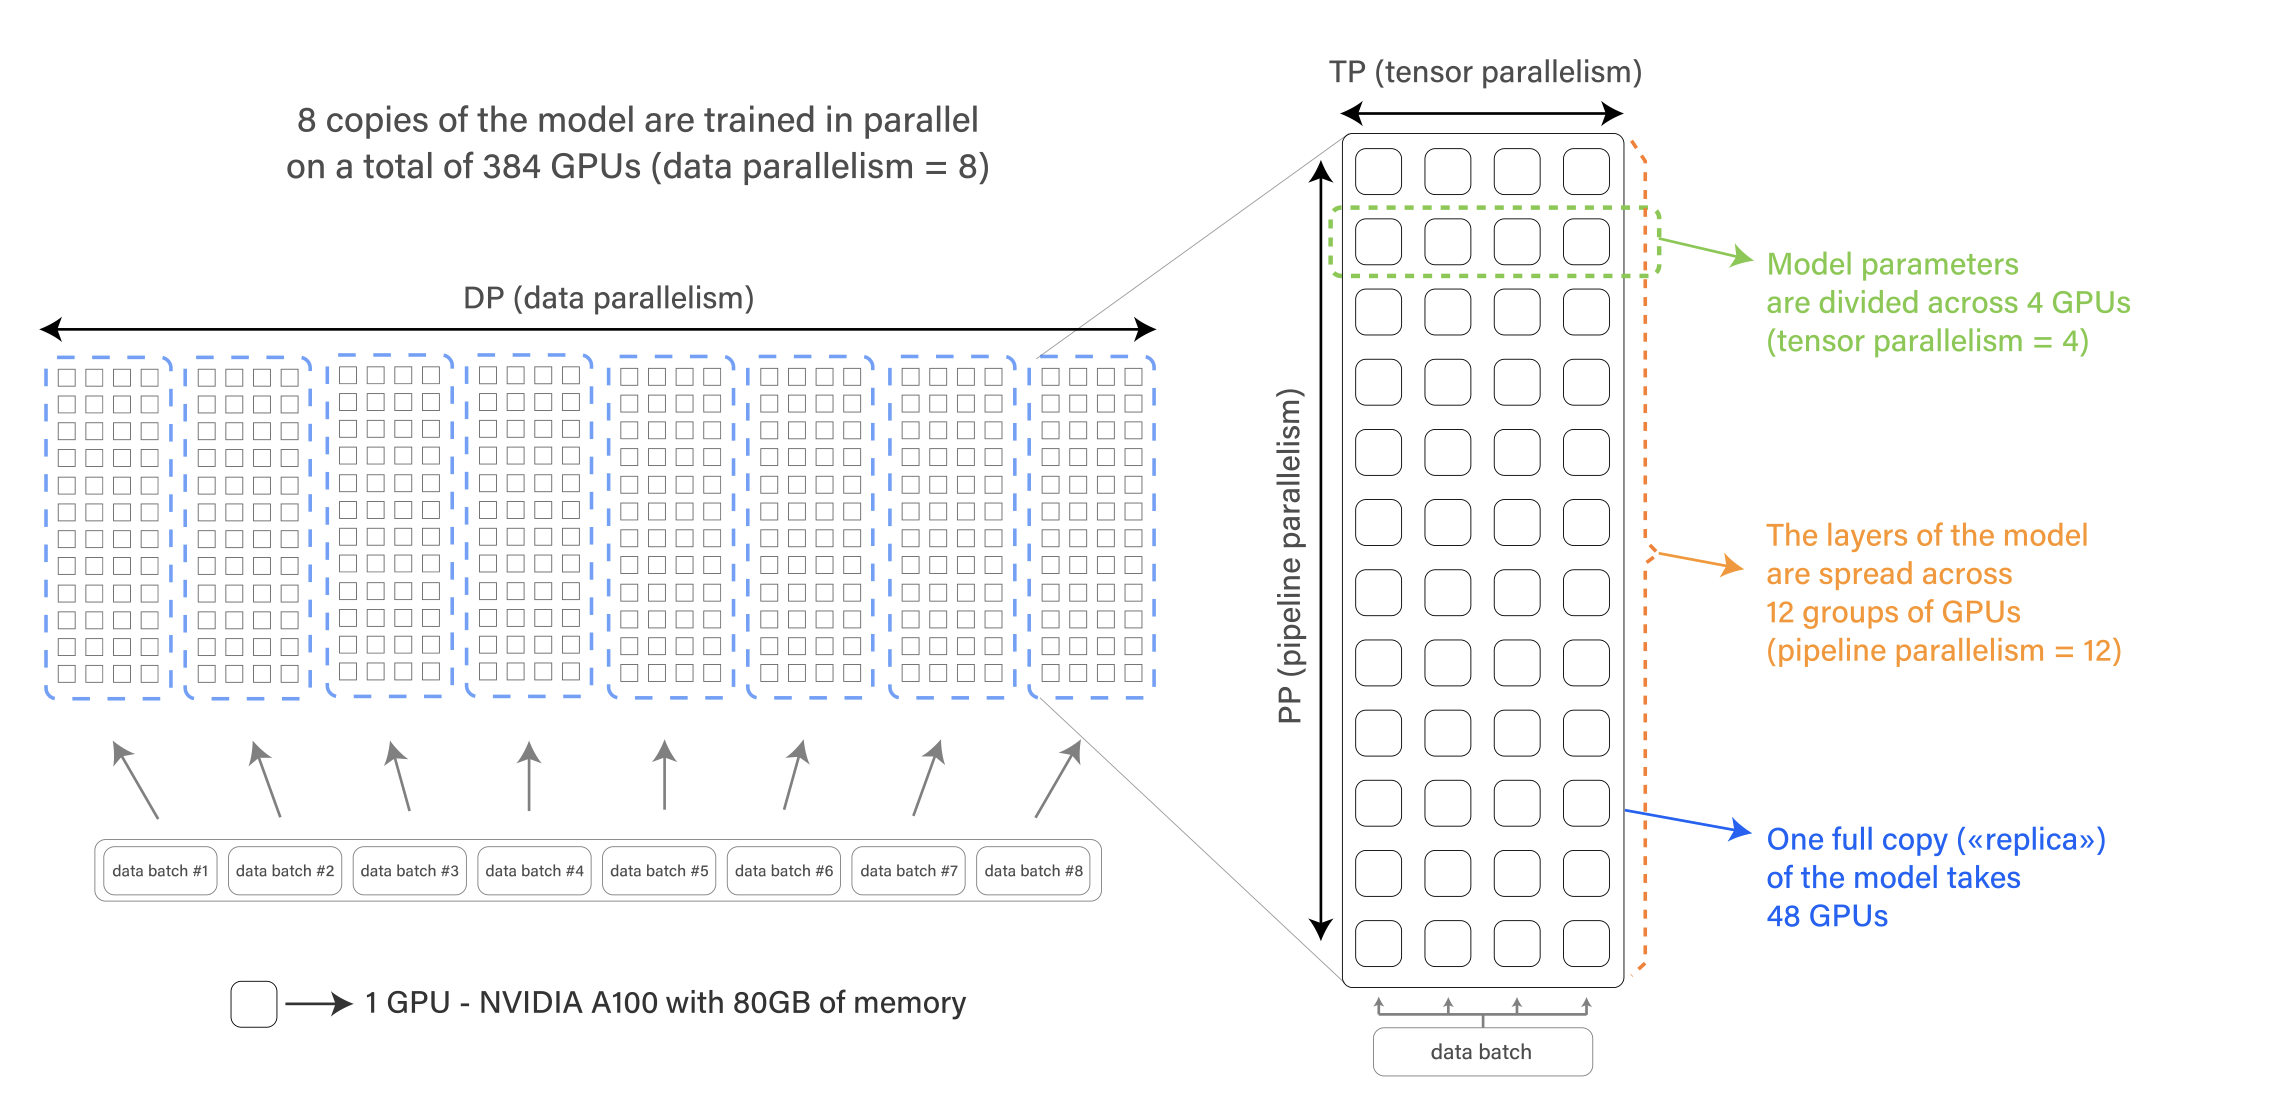 8 copies of the model are trained in parallel
on a total of 384 GPUs (data parallelism = 8)
DP (data parallelism)
data batch #1
data batch #2
data batch #3
data batch #4
data batch #5
data batch #6
data batch #7
data batch #8
1 GPU - NVIDIA A100 with 80GB of memory
TP (tensor parallelism)
PP (pipeline parallelism)
data batch
Model parameters
are divided across 4 GPUs
(tensor parallelism = 4)
The layers of the model
are spread across
12 groups of GPUs
(pipeline parallelism = 12)
One full copy («replica»)
of the model takes
48 GPUs